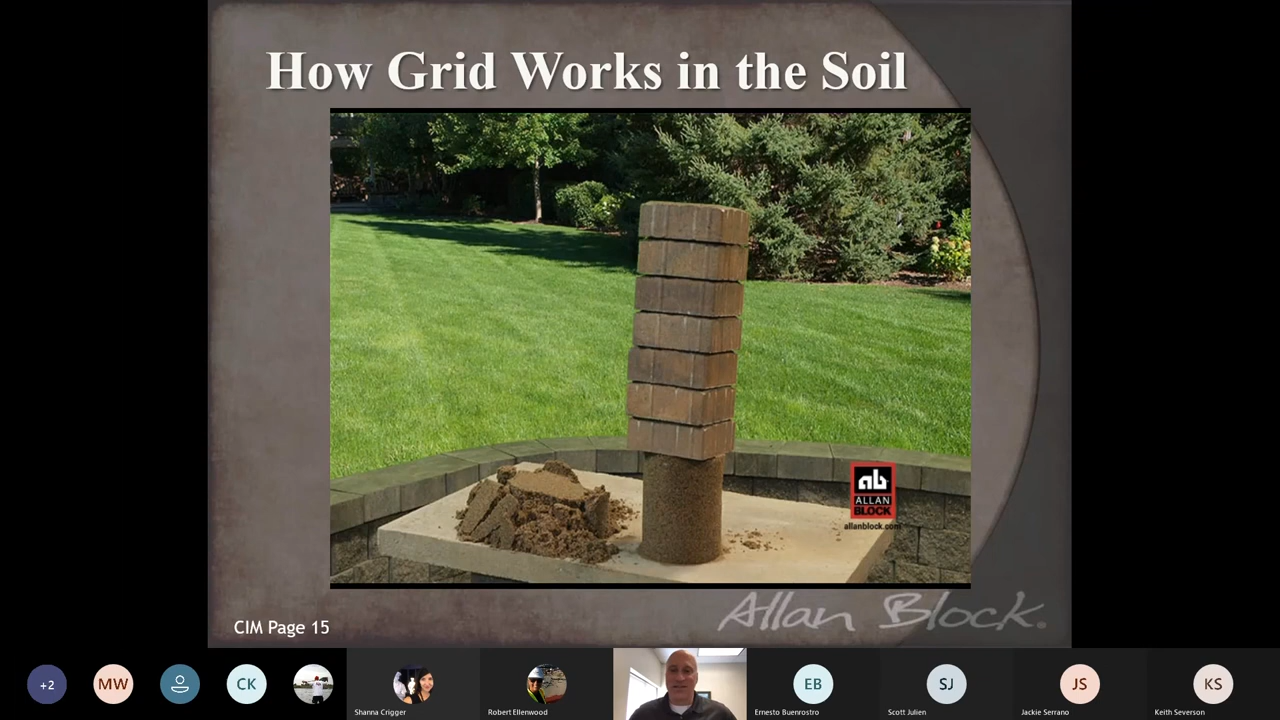 How Grid Works in the Soil
ab
ALLAN
BLOCK
allanblock.com
Allan Block.
CIM Page 15
+2
MW
CK
EB
SJ
JS
KS
Shanna Crigger
Robert Ellenwood
Ernesto Buenrostro
Scott Julien
Jackie Serrano
Keith Severson